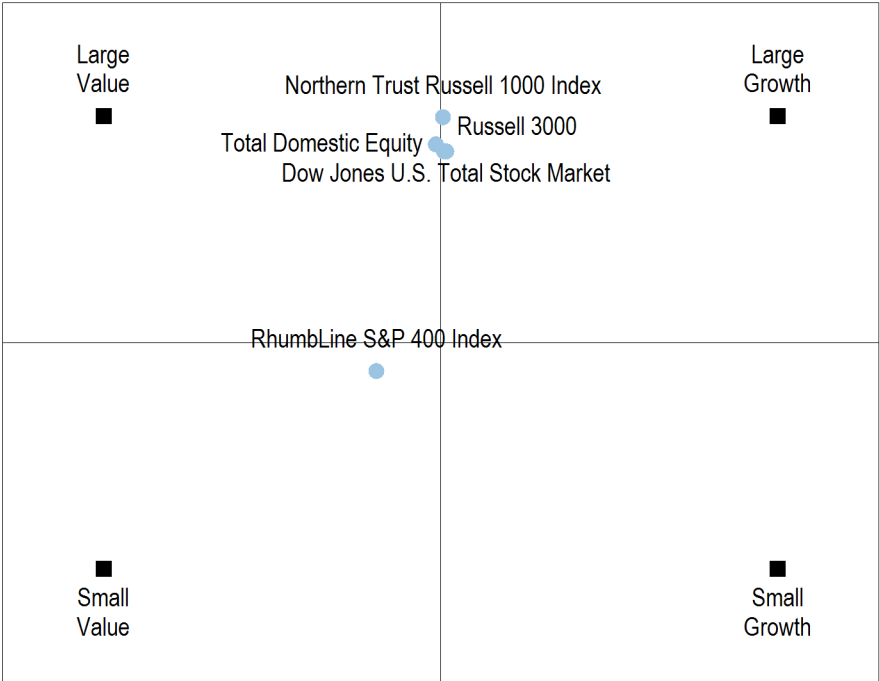 Large
Value
Large
Growth
Northern Trust Russell 1000 Index
Russell 3000
Total Domestic Equity
Dow Jones U.S. Total Stock Market
RhumbLine S&P 400 Index
Small
Value
Small
Growth